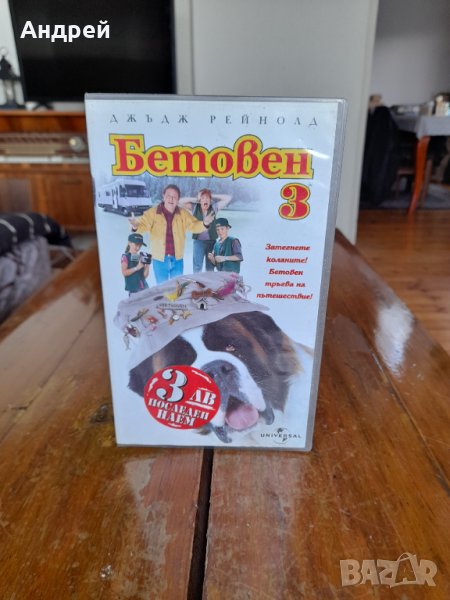 Андрей
ДЖЪДЖ РЕЙНОЛД
Бетовен
3
Затегнете
коланите!
Бетовен
тръгва на
пътешествие!
3 ЛВ
ПОСЛЕДЕН
НАЕМ
UNIVERSAL
BAZAR